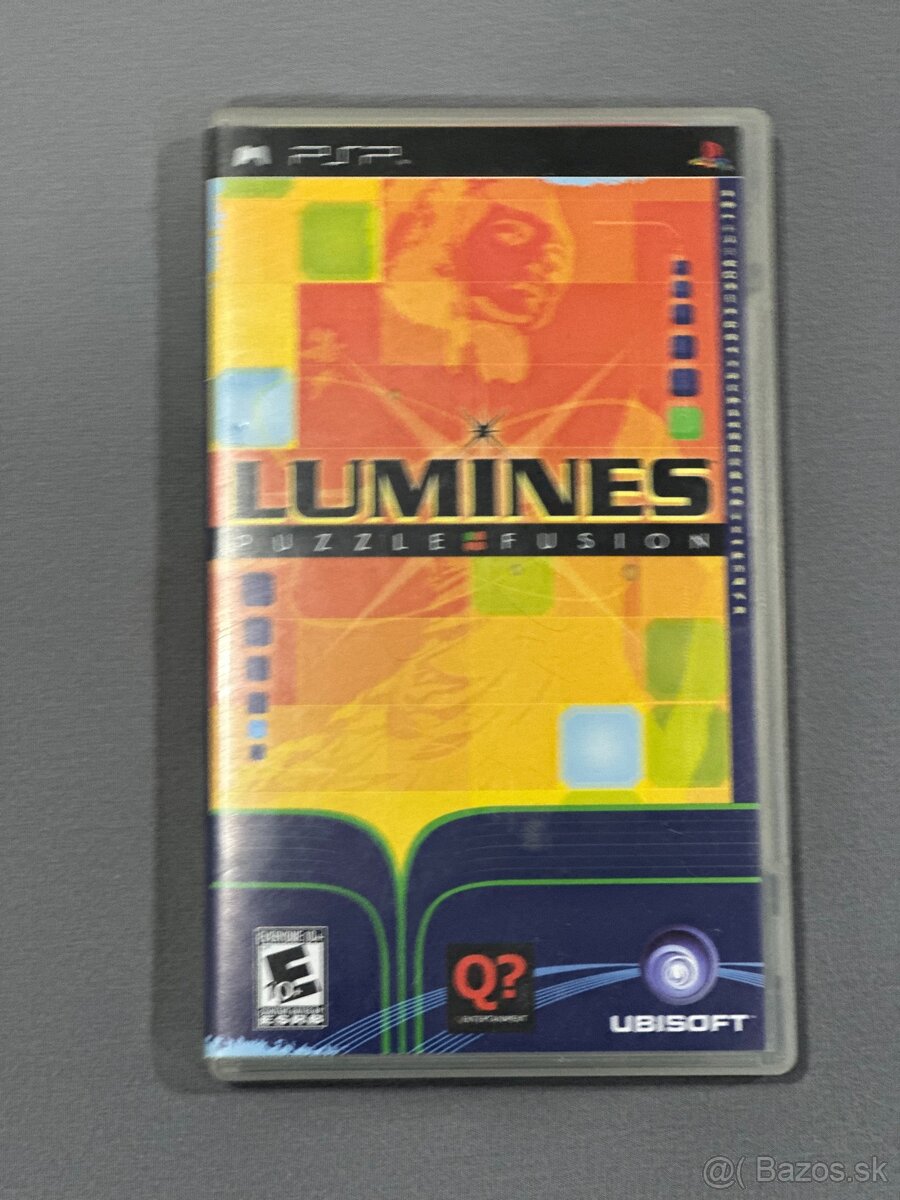 PSP
LUMINES
PUZZLE FUSION
EVERYONE 10+
E
10+
ESRB
Q?
ENTERTAINMENT
UBISOFT
@( Bazos.sk